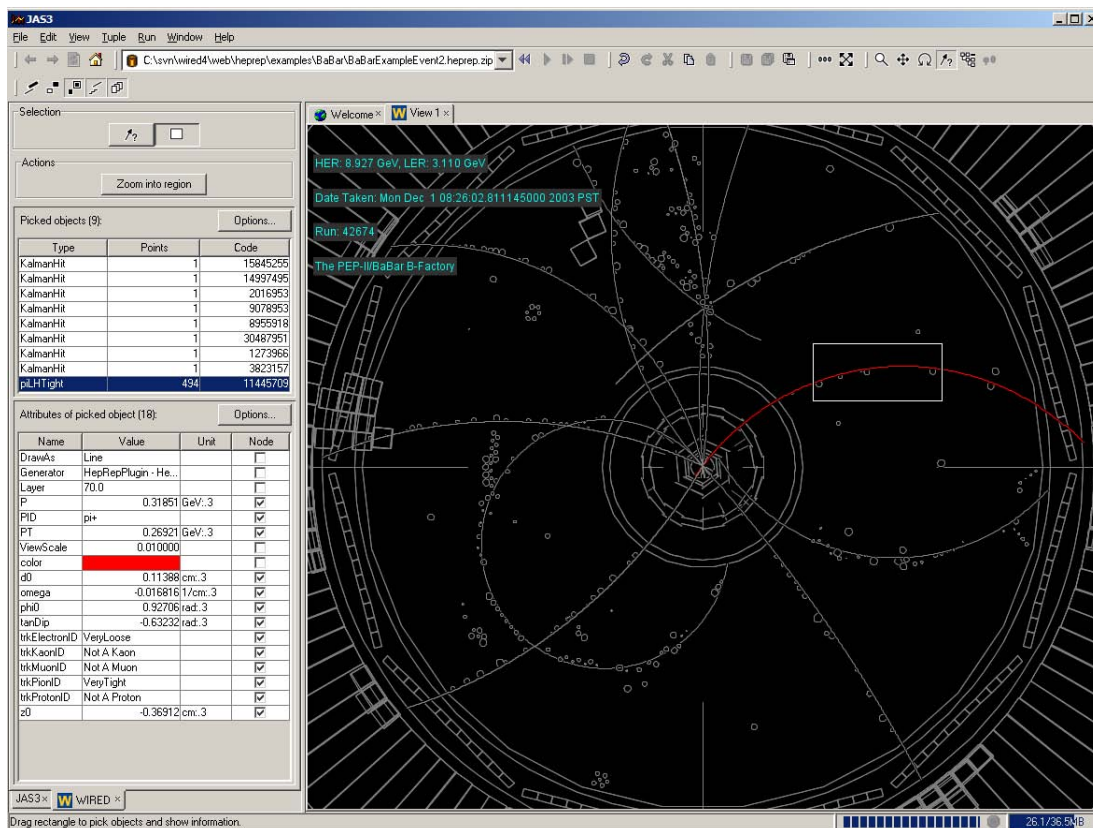 JAS3
File Edit View Tuple Run Window Help
C:\svn\wired4\web\heprep\examples\BaBar\BaBarExampleEvent2.heprep.zip
Selection
Actions
Zoom into region
Picked objects (9): Options...
Type Points Code
KalmanHit 1 15845255
KalmanHit 1 14997495
KalmanHit 1 2016953
KalmanHit 1 9078953
KalmanHit 1 8955918
KalmanHit 1 30487951
KalmanHit 1 1273966
KalmanHit 1 3823157
piLHTight 494 11445709
Attributes of picked object (18): Options...
Name Value Unit Node
DrawAs Line
Generator HepRepPlugin - He...
Layer 70.0
P 0.31851 GeV:.3
PID pi+
PT 0.26921 GeV:.3
ViewScale 0.010000
color
d0 0.11388 cm:.3
omega -0.016816 1/cm:.3
phi0 0.92706 rad:.3
tanDip -0.63232 rad:.3
trkElectronID VeryLoose
trkKaonID Not A Kaon
trkMuonID Not A Muon
trkPionID VeryTight
trkProtonID Not A Proton
z0 -0.36912 cm:.3
JAS3 WIRED
Welcome View 1
HER: 8.927 GeV, LER: 3.110 GeV
Date Taken: Mon Dec 1 08:26:02.811145000 2003 PST
Run: 42674
The PEP-II/BaBar B-Factory
Drag rectangle to pick objects and show information.
26.1/36.5MB